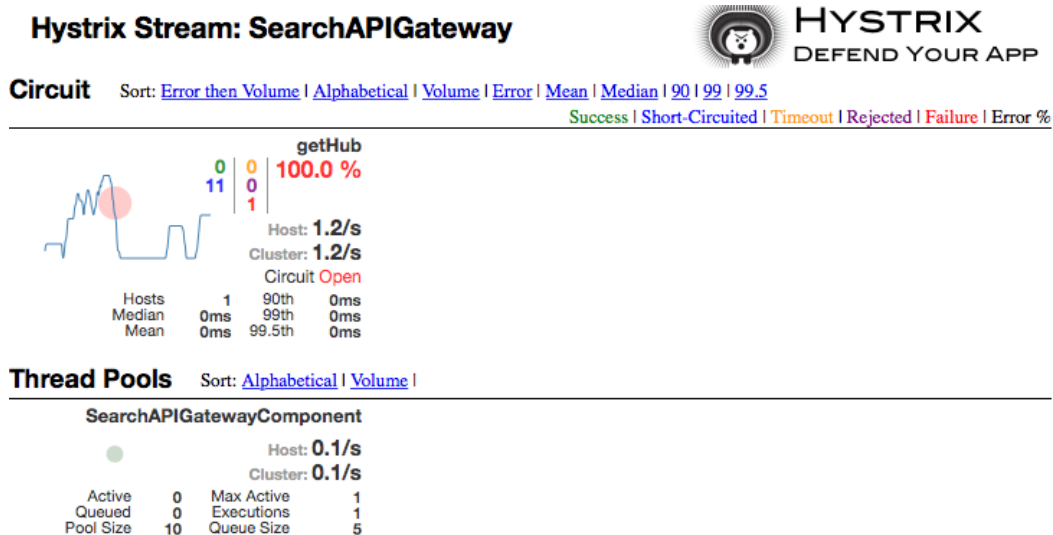 Hystrix Stream: SearchAPIGateway
HYSTRIX
DEFEND YOUR APP
Circuit Sort: Error then Volume | Alphabetical | Volume | Error | Mean | Median | 90 | 99 | 99.5
Success | Short-Circuited | Timeout | Rejected | Failure | Error %
getHub
0 0 100.0 %
11 0
1
Host: 1.2/s
Cluster: 1.2/s
Circuit Open
Hosts 1 90th 0ms
Median 0ms 99th 0ms
Mean 0ms 99.5th 0ms
Thread Pools Sort: Alphabetical | Volume |
SearchAPIGatewayComponent
Host: 0.1/s
Cluster: 0.1/s
Active 0 Max Active 1
Queued 0 Executions 1
Pool Size 10 Queue Size 5